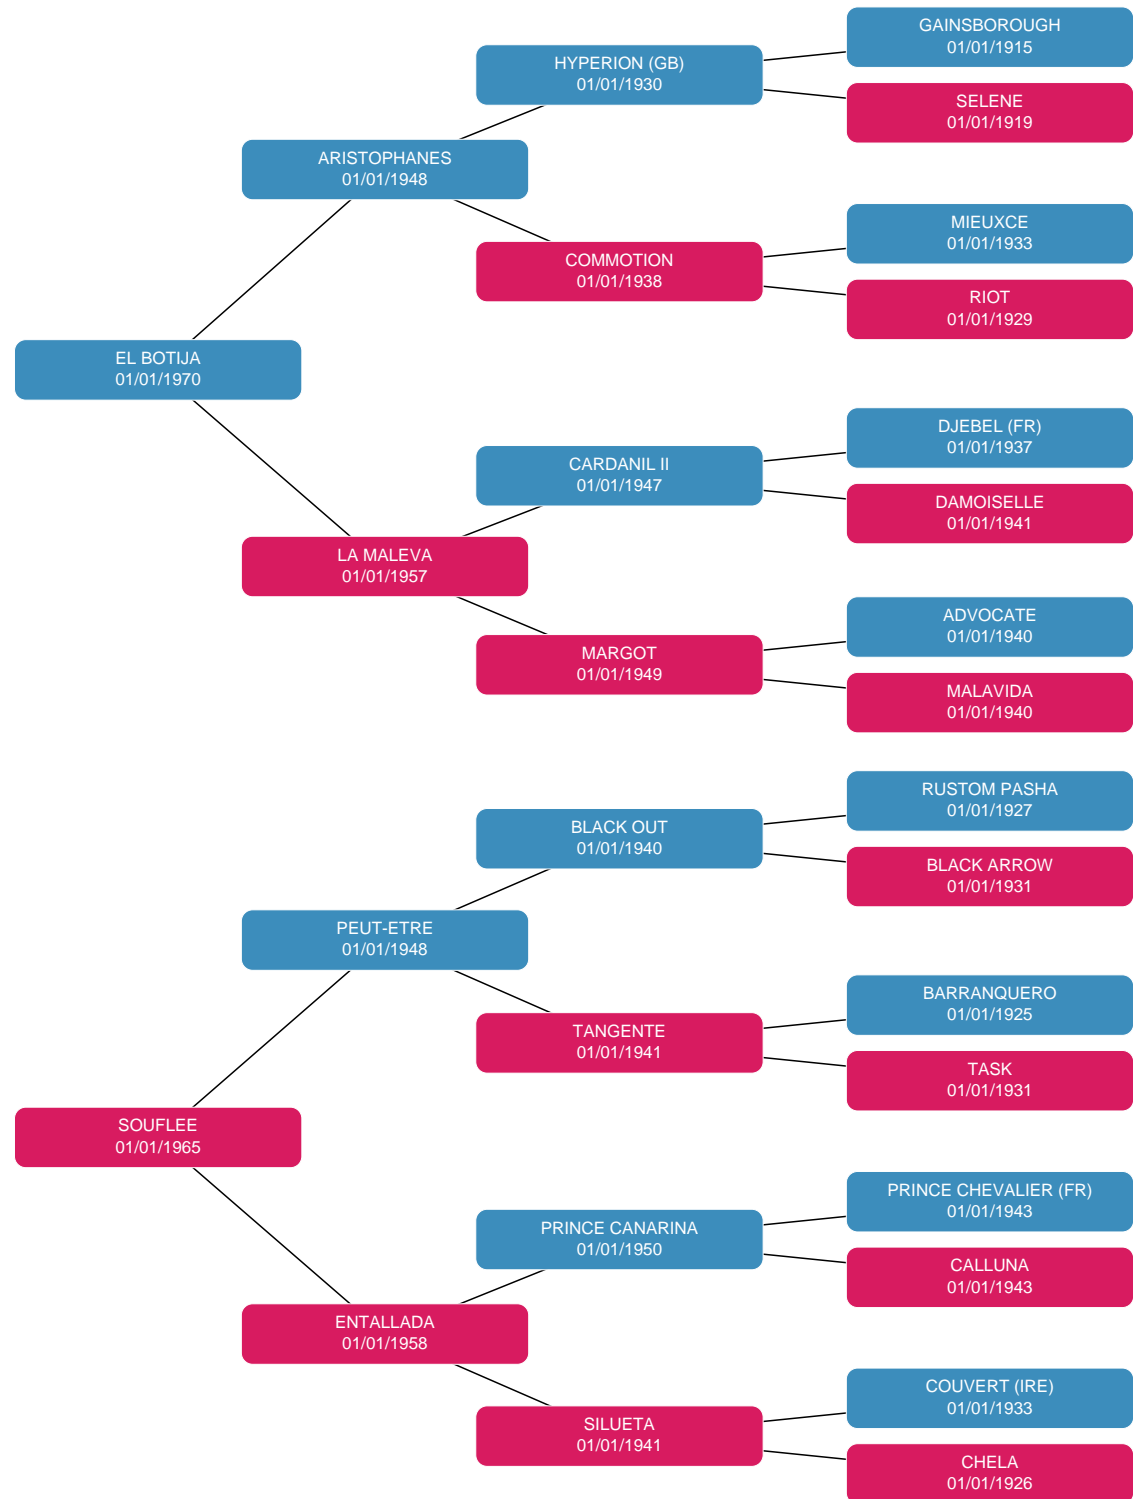 GAINSBOROUGH
01/01/1915
HYPERION (GB)
01/01/1930
SELENE
01/01/1919
ARISTOPHANES
01/01/1948
MIEUXCE
01/01/1933
COMMOTION
01/01/1938
RIOT
01/01/1929
EL BOTIJA
01/01/1970
DJEBEL (FR)
01/01/1937
CARDANIL II
01/01/1947
DAMOISELLE
01/01/1941
LA MALEVA
01/01/1957
ADVOCATE
01/01/1940
MARGOT
01/01/1949
MALAVIDA
01/01/1940
RUSTOM PASHA
01/01/1927
BLACK OUT
01/01/1940
BLACK ARROW
01/01/1931
PEUT-ETRE
01/01/1948
BARRANQUERO
01/01/1925
TANGENTE
01/01/1941
TASK
01/01/1931
SOUFLEE
01/01/1965
PRINCE CHEVALIER (FR)
01/01/1943
PRINCE CANARINA
01/01/1950
CALLUNA
01/01/1943
ENTALLADA
01/01/1958
COUVERT (IRE)
01/01/1933
SILUETA
01/01/1941
CHELA
01/01/1926